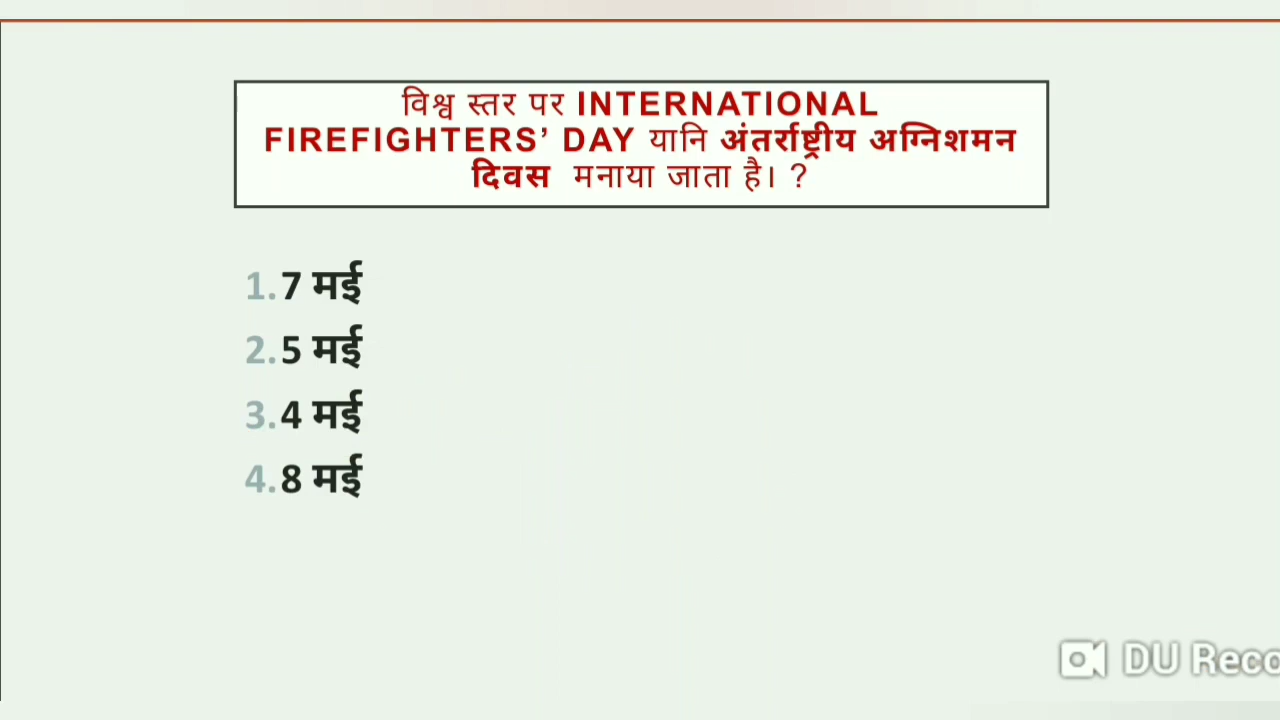 विश्व स्तर पर INTERNATIONAL
FIREFIGHTERS’ DAY यानि अंतर्राष्ट्रीय अग्निशमन
दिवस मनाया जाता है। ?
1. 7 मई
2. 5 मई
3. 4 मई
4. 8 मई
DU Reco